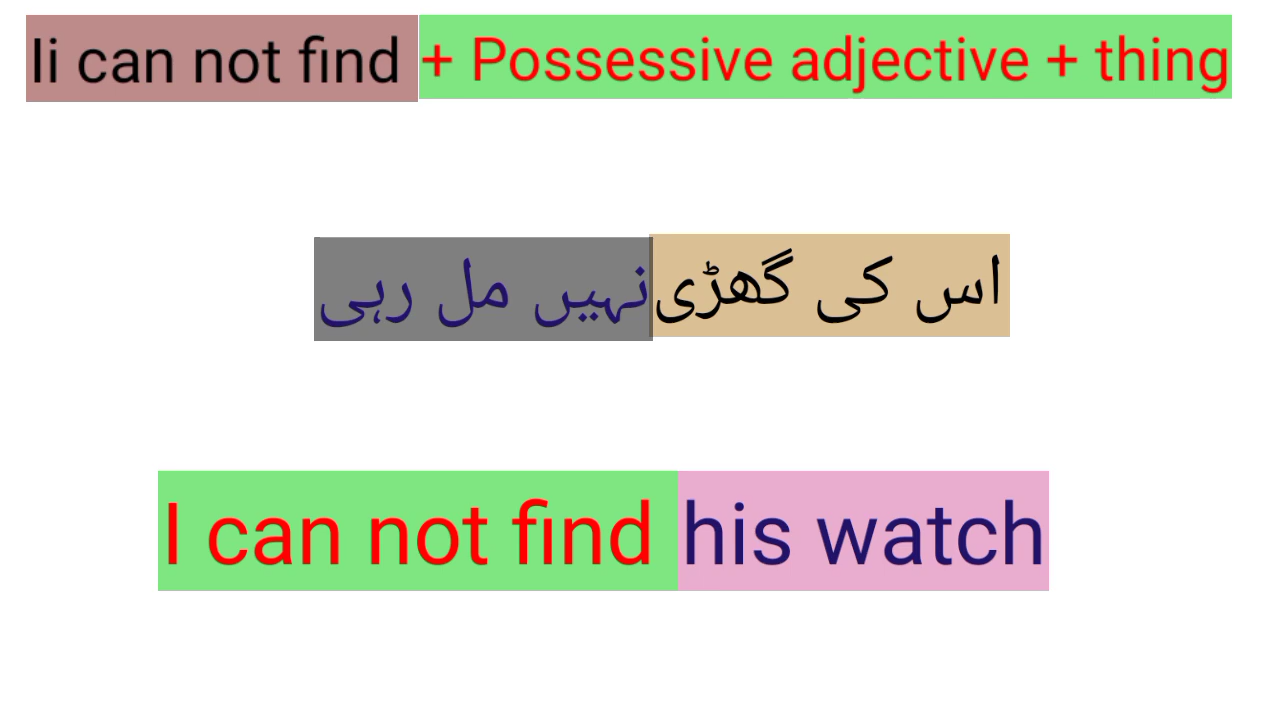 Ii can not find + Possessive adjective + thing
اس کی گھڑی نہیں مل رہی
I can not find his watch